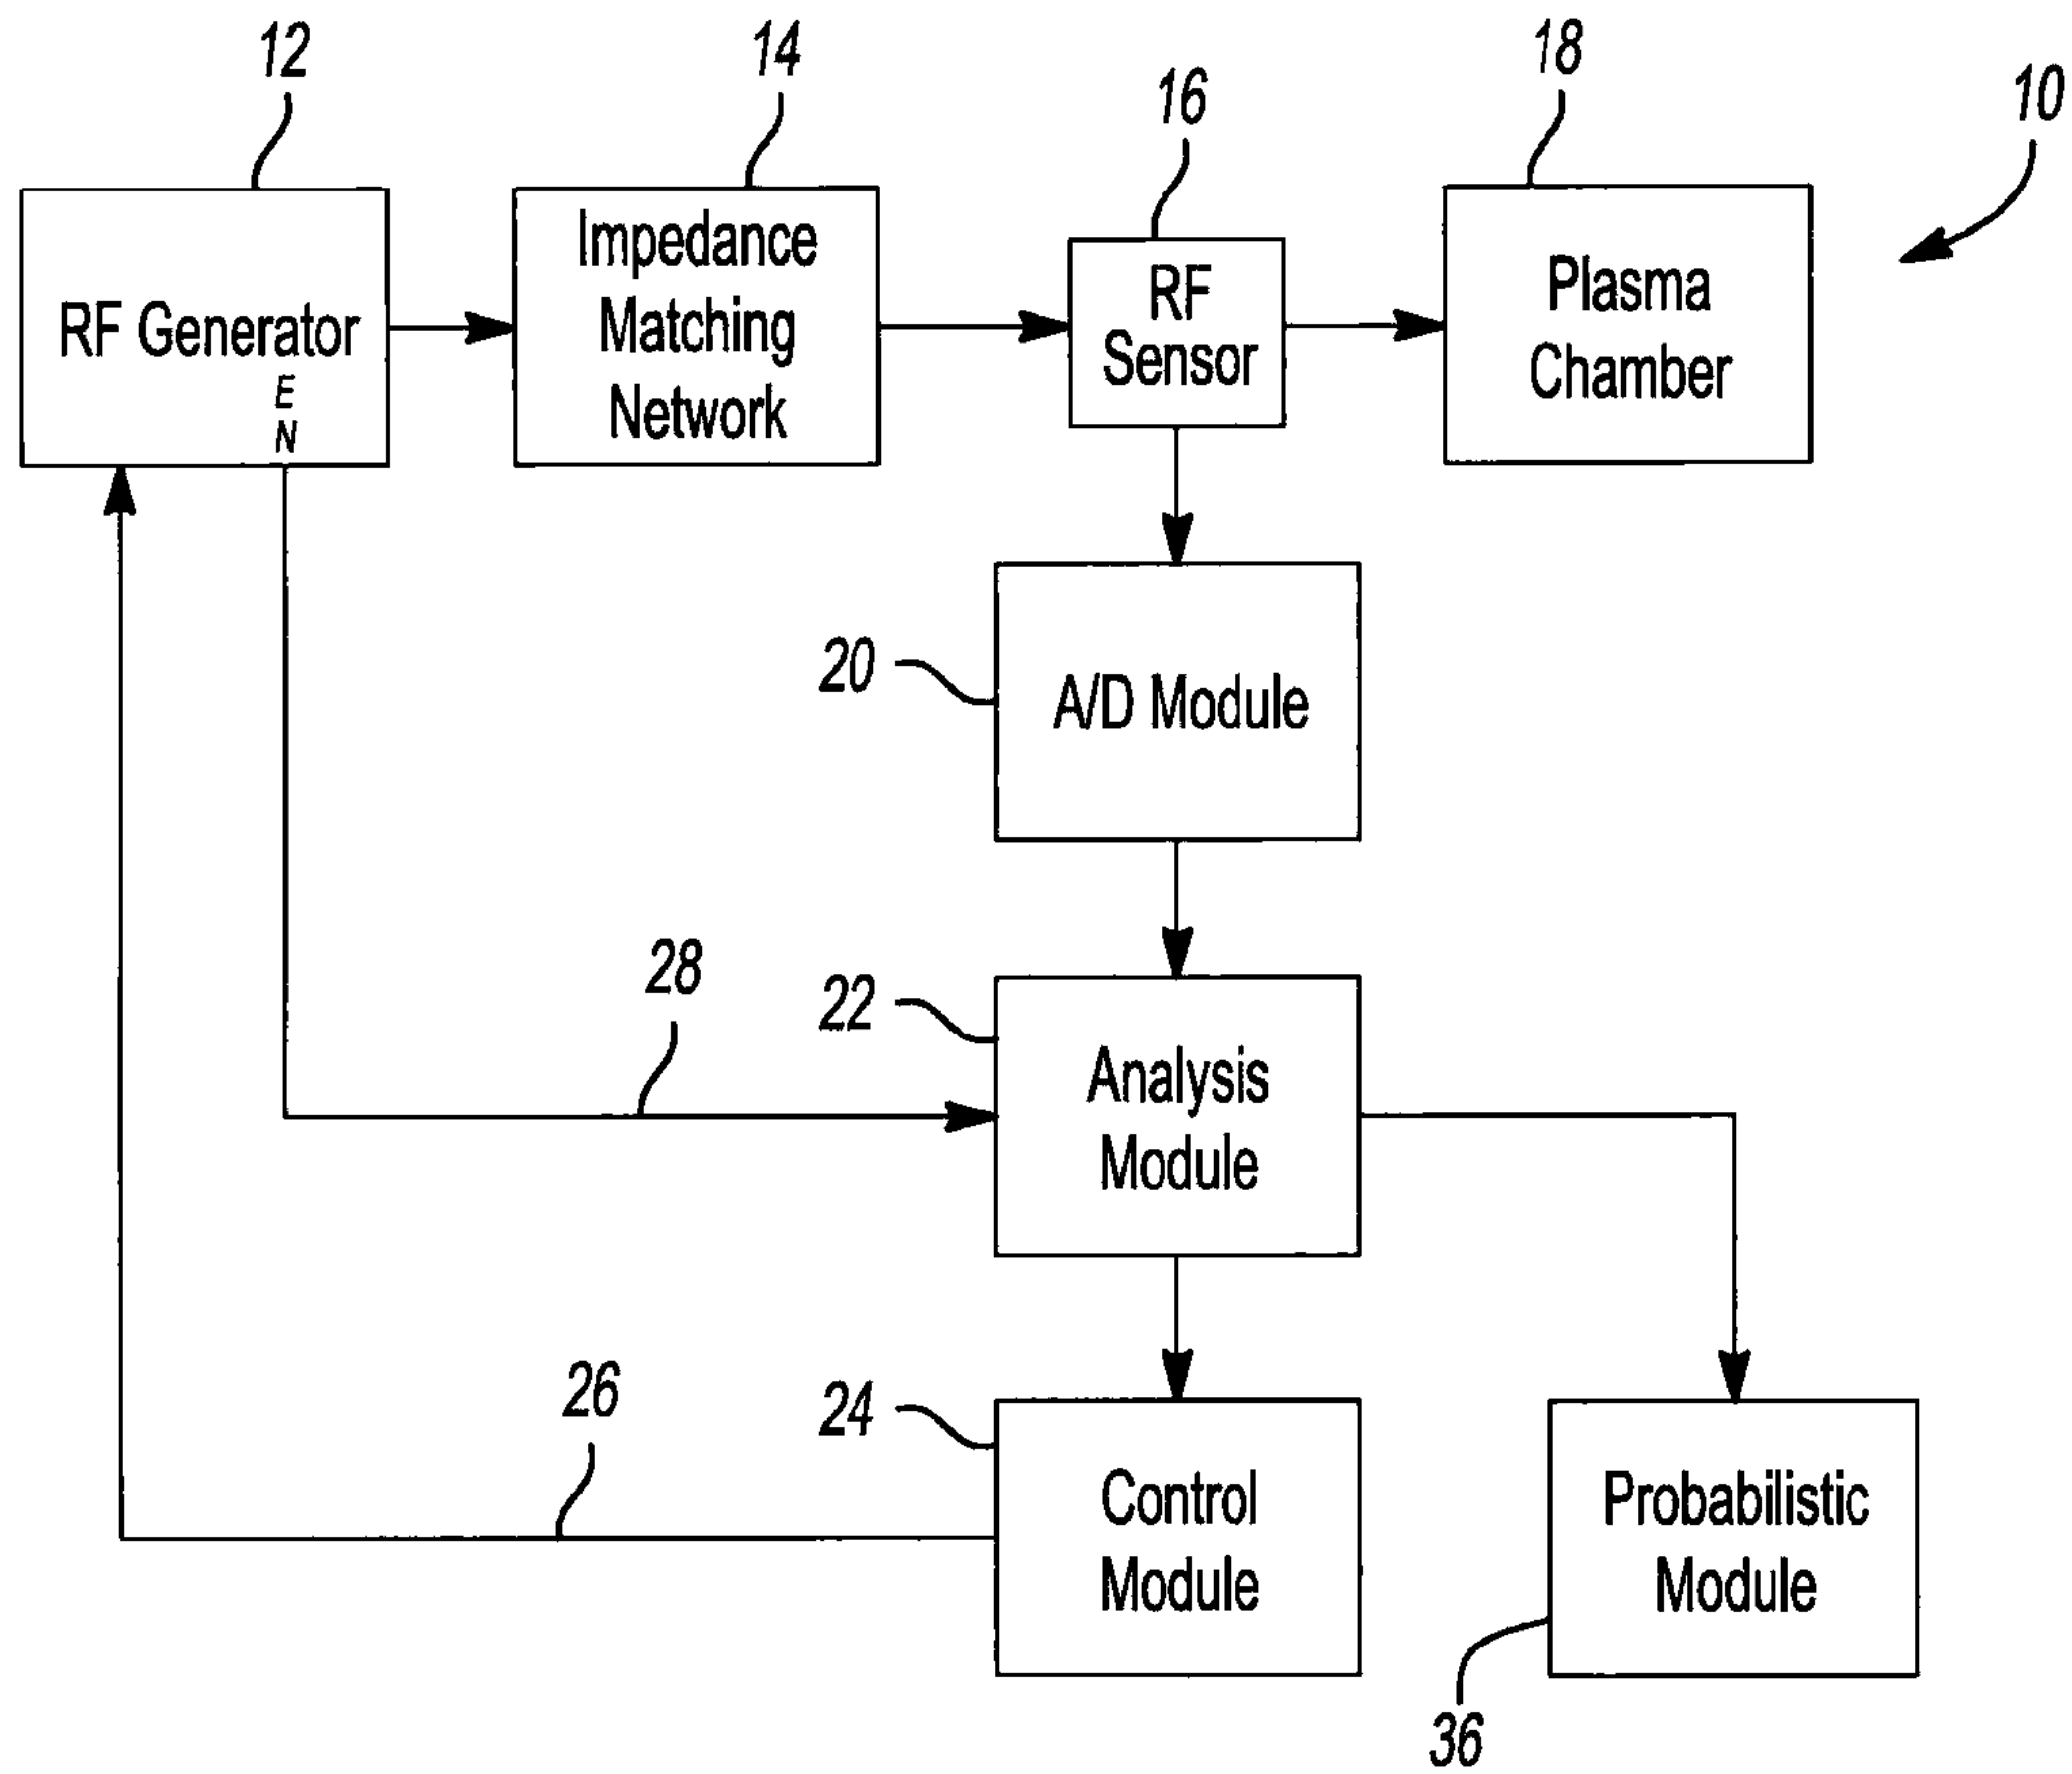 12
14
16
18
10
RF Generator
E
N
Impedance
Matching
Network
RF
Sensor
Plasma
Chamber
20
A/D Module
28
22
Analysis
Module
26
24
Control
Module
Probabilistic
Module
36